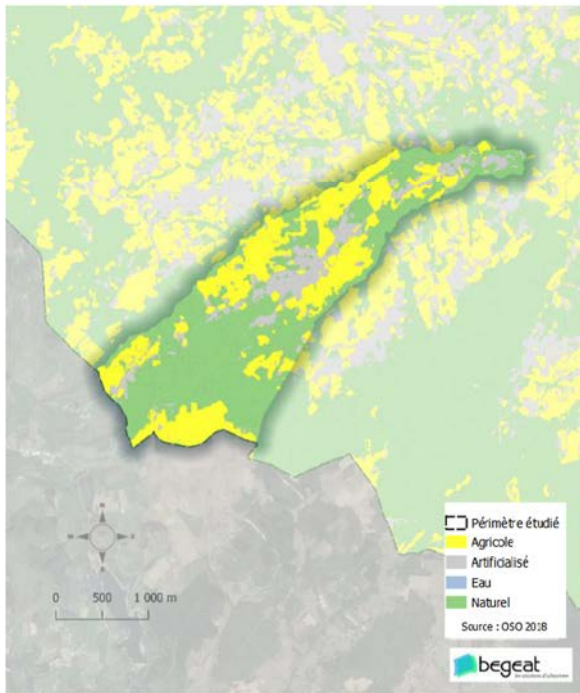 N
0 500 1 000 m
Périmètre étudié
Agricole
Artificialisé
Eau
Naturel
Source : OSO 2018
begeat